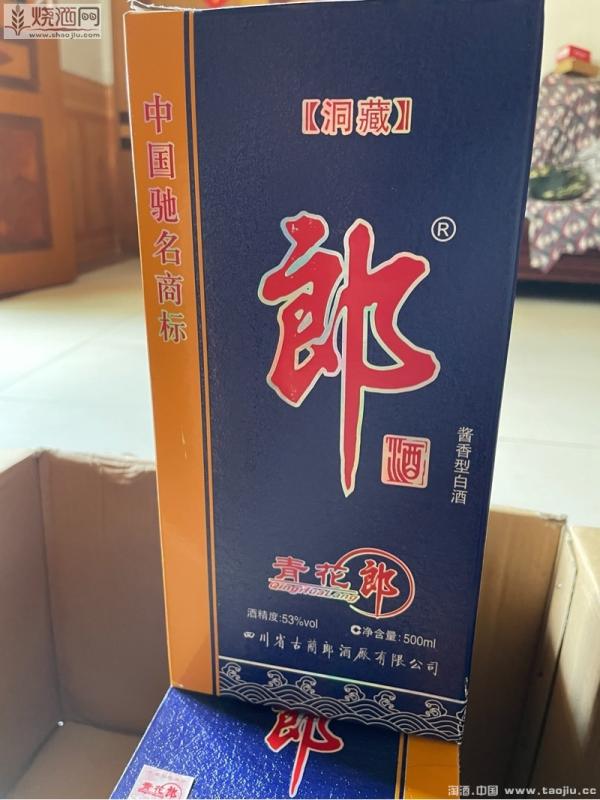 烧酒网
www.shaojiu.com
中国驰名商标
【洞藏】
郎®
酒
酱香型白酒
青花郎
QingHuaLang
酒精度:53%vol
净含量:500ml
四川省古蔺郎酒厂有限公司
郎
青花郎
淘酒.中国 www.taojiu.cc